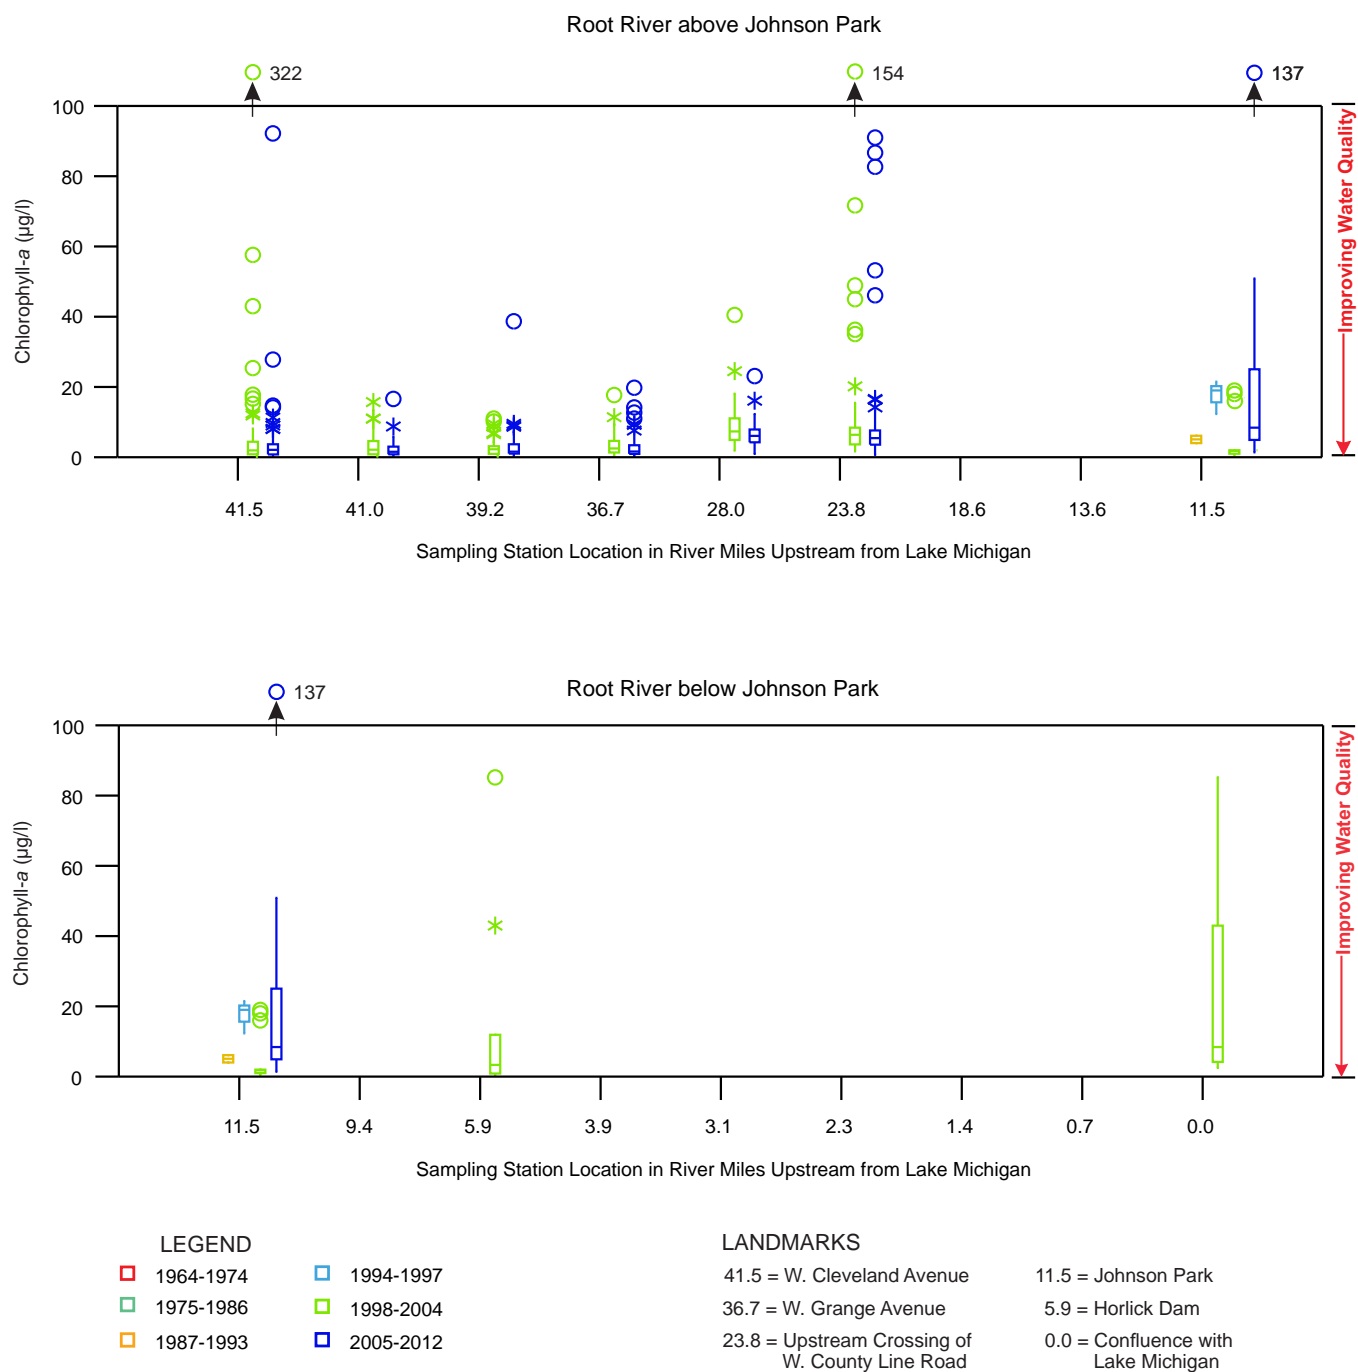 Root River above Johnson Park
322
154
137
100
80
60
40
20
0
Chlorophyll-a (µg/l)
Improving Water Quality
41.5 41.0 39.2 36.7 28.0 23.8 18.6 13.6 11.5
Sampling Station Location in River Miles Upstream from Lake Michigan
Root River below Johnson Park
137
100
80
60
40
20
0
Chlorophyll-a (µg/l)
Improving Water Quality
11.5 9.4 5.9 3.9 3.1 2.3 1.4 0.7 0.0
Sampling Station Location in River Miles Upstream from Lake Michigan
LEGEND
1964-1974
1975-1986
1987-1993
1994-1997
1998-2004
2005-2012
LANDMARKS
41.5 = W. Cleveland Avenue
36.7 = W. Grange Avenue
23.8 = Upstream Crossing of
W. County Line Road
11.5 = Johnson Park
5.9 = Horlick Dam
0.0 = Confluence with
Lake Michigan